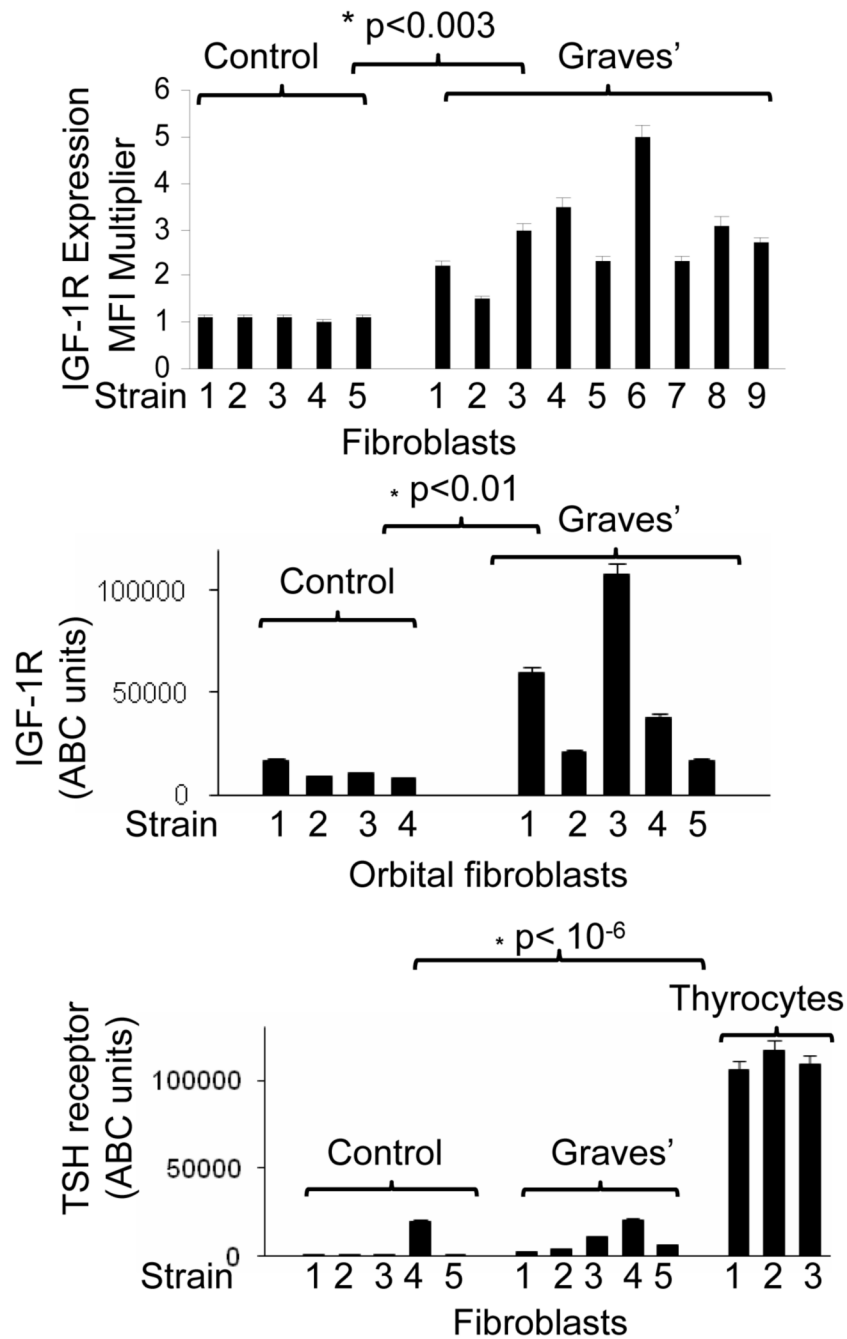 * p<0.003
Control
Graves’
IGF-1R Expression
MFI Multiplier
6
5
4
3
2
1
0
Strain 1 2 3 4 5 1 2 3 4 5 6 7 8 9
Fibroblasts
* p<0.01
Graves’
Control
IGF-1R
(ABC units)
100000
50000
0
Strain 1 2 3 4 1 2 3 4 5
Orbital fibroblasts
* p< 10-6
Thyrocytes
TSH receptor
(ABC units)
100000
50000
0
Control
Graves’
Strain 1 2 3 4 5 1 2 3 4 5 1 2 3
Fibroblasts